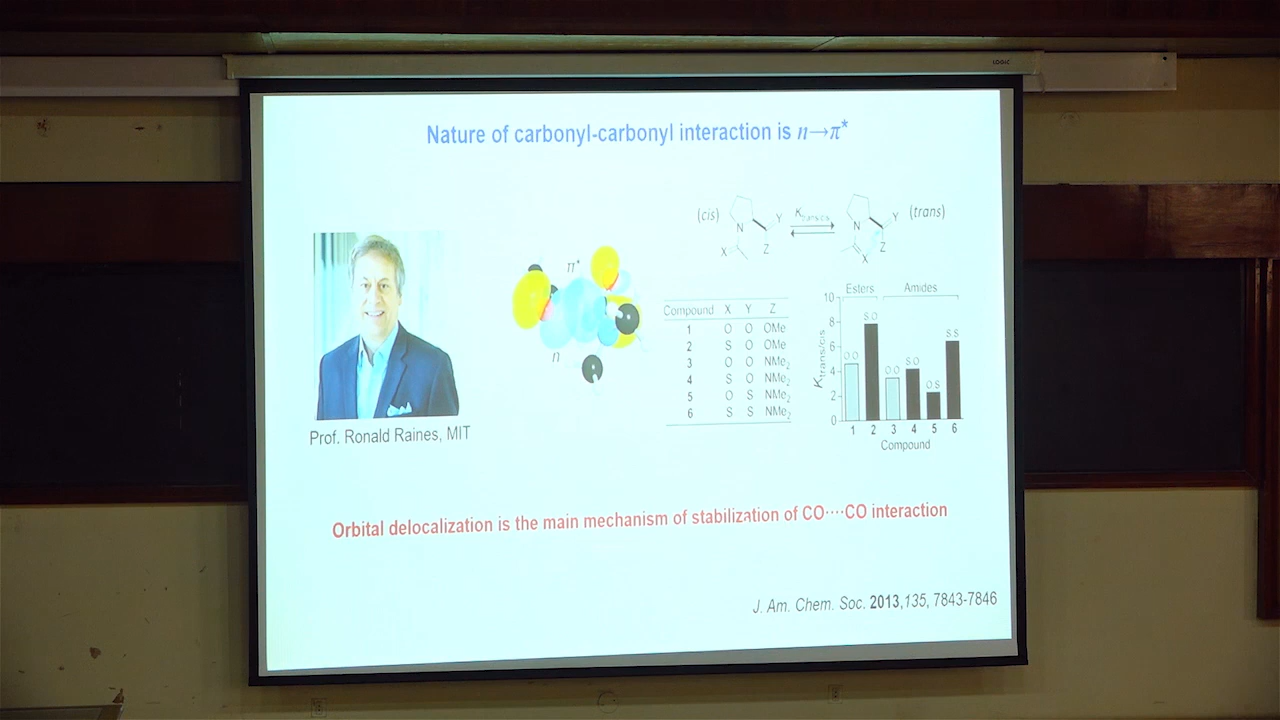 LOGIC
Nature of carbonyl-carbonyl interaction is n→π*
(cis) N X Y Z
K trans/cis
(trans) N X Y Z
π*
n
Prof. Ronald Raines, MIT
Compound X Y Z
1 O O OMe
2 S O OMe
3 O O NMe₂
4 S O NMe₂
5 O S NMe₂
6 S S NMe₂
Esters Amides
10
8
6
4
2
0
Ktrans/cis
O.O S.O O.O S.O O.S S.S
1 2 3 4 5 6
Compound
Orbital delocalization is the main mechanism of stabilization of CO····CO interaction
J. Am. Chem. Soc. 2013,135, 7843-7846